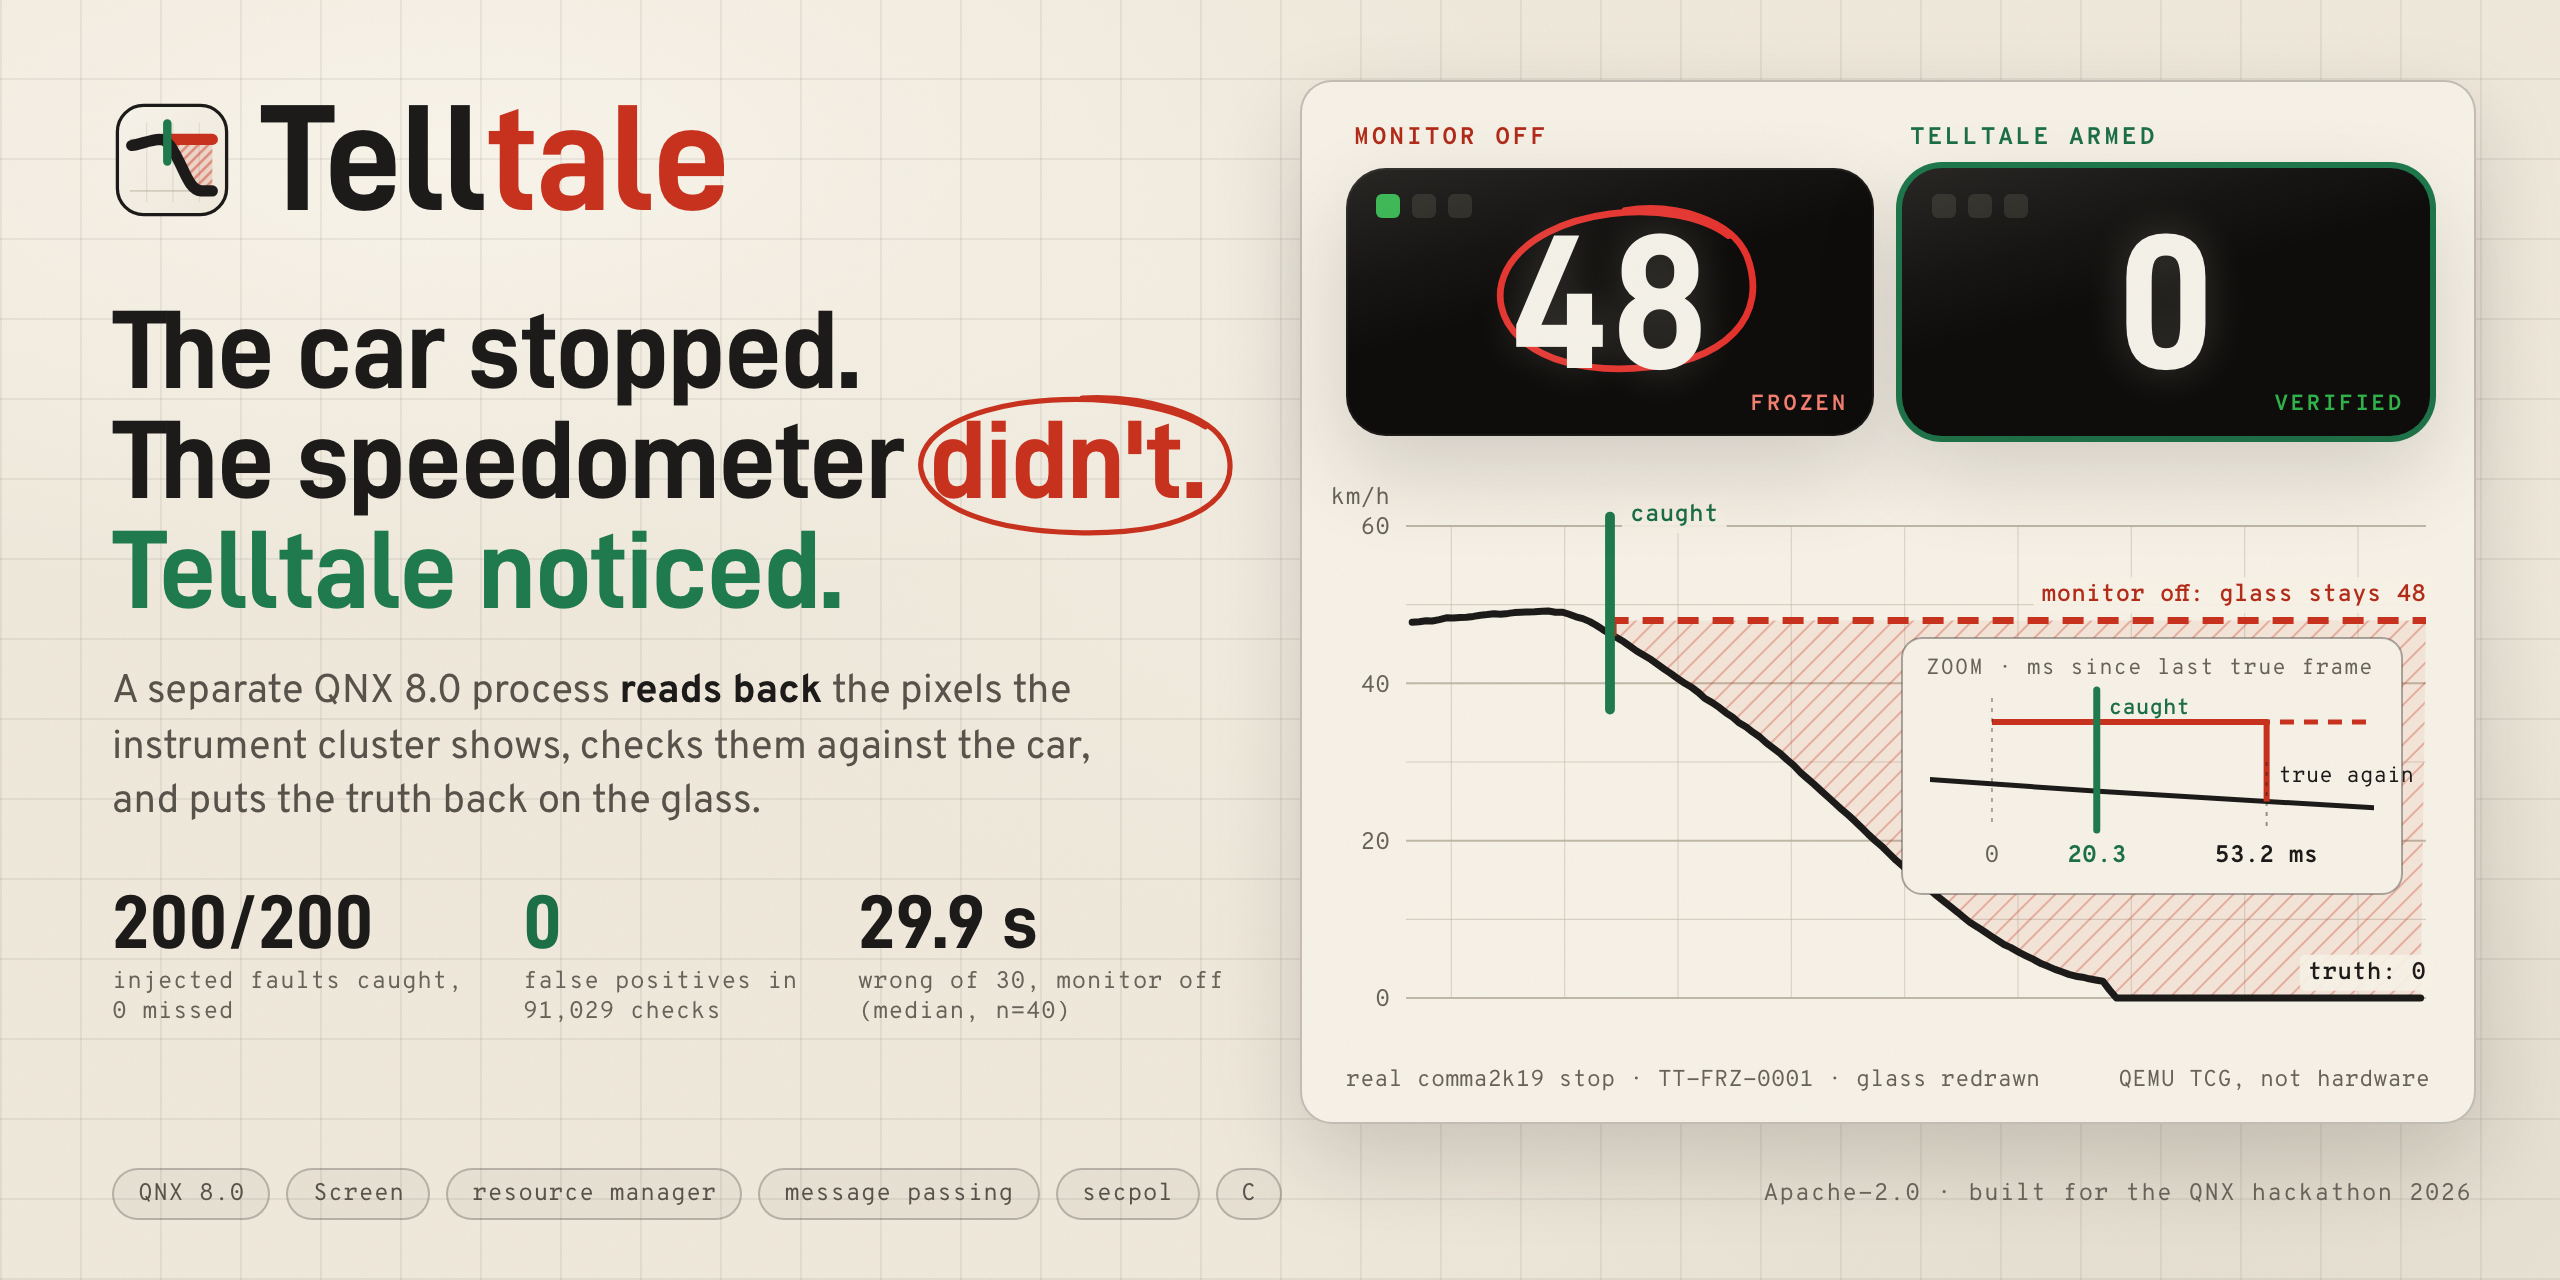 Telltale
The car stopped.
The speedometer didn't.
Telltale noticed.
A separate QNX 8.0 process reads back the pixels the
instrument cluster shows, checks them against the car,
and puts the truth back on the glass.
200/200
injected faults caught,
0 missed
0
false positives in
91,029 checks
29.9 s
wrong of 30, monitor off
(median, n=40)
QNX 8.0
Screen
resource manager
message passing
secpol
C
MONITOR OFF
48
FROZEN
TELLTALE ARMED
0
VERIFIED
km/h
60
40
20
0
caught
monitor off: glass stays 48
ZOOM · ms since last true frame
caught
true again
0
20.3
53.2 ms
truth: 0
real comma2k19 stop · TT-FRZ-0001 · glass redrawn
QEMU TCG, not hardware
Apache-2.0 · built for the QNX hackathon 2026